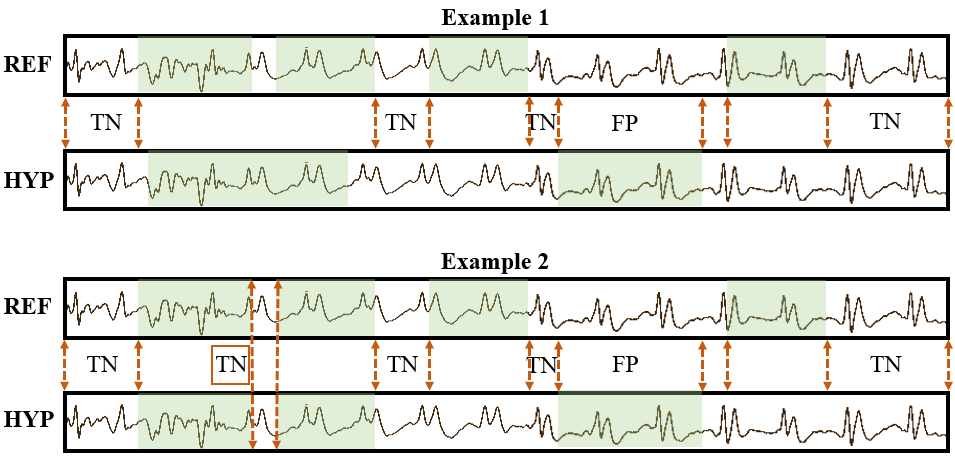 Example 1
REF
TN TN TN FP TN
HYP
Example 2
REF
TN TN TN TN FP TN
HYP